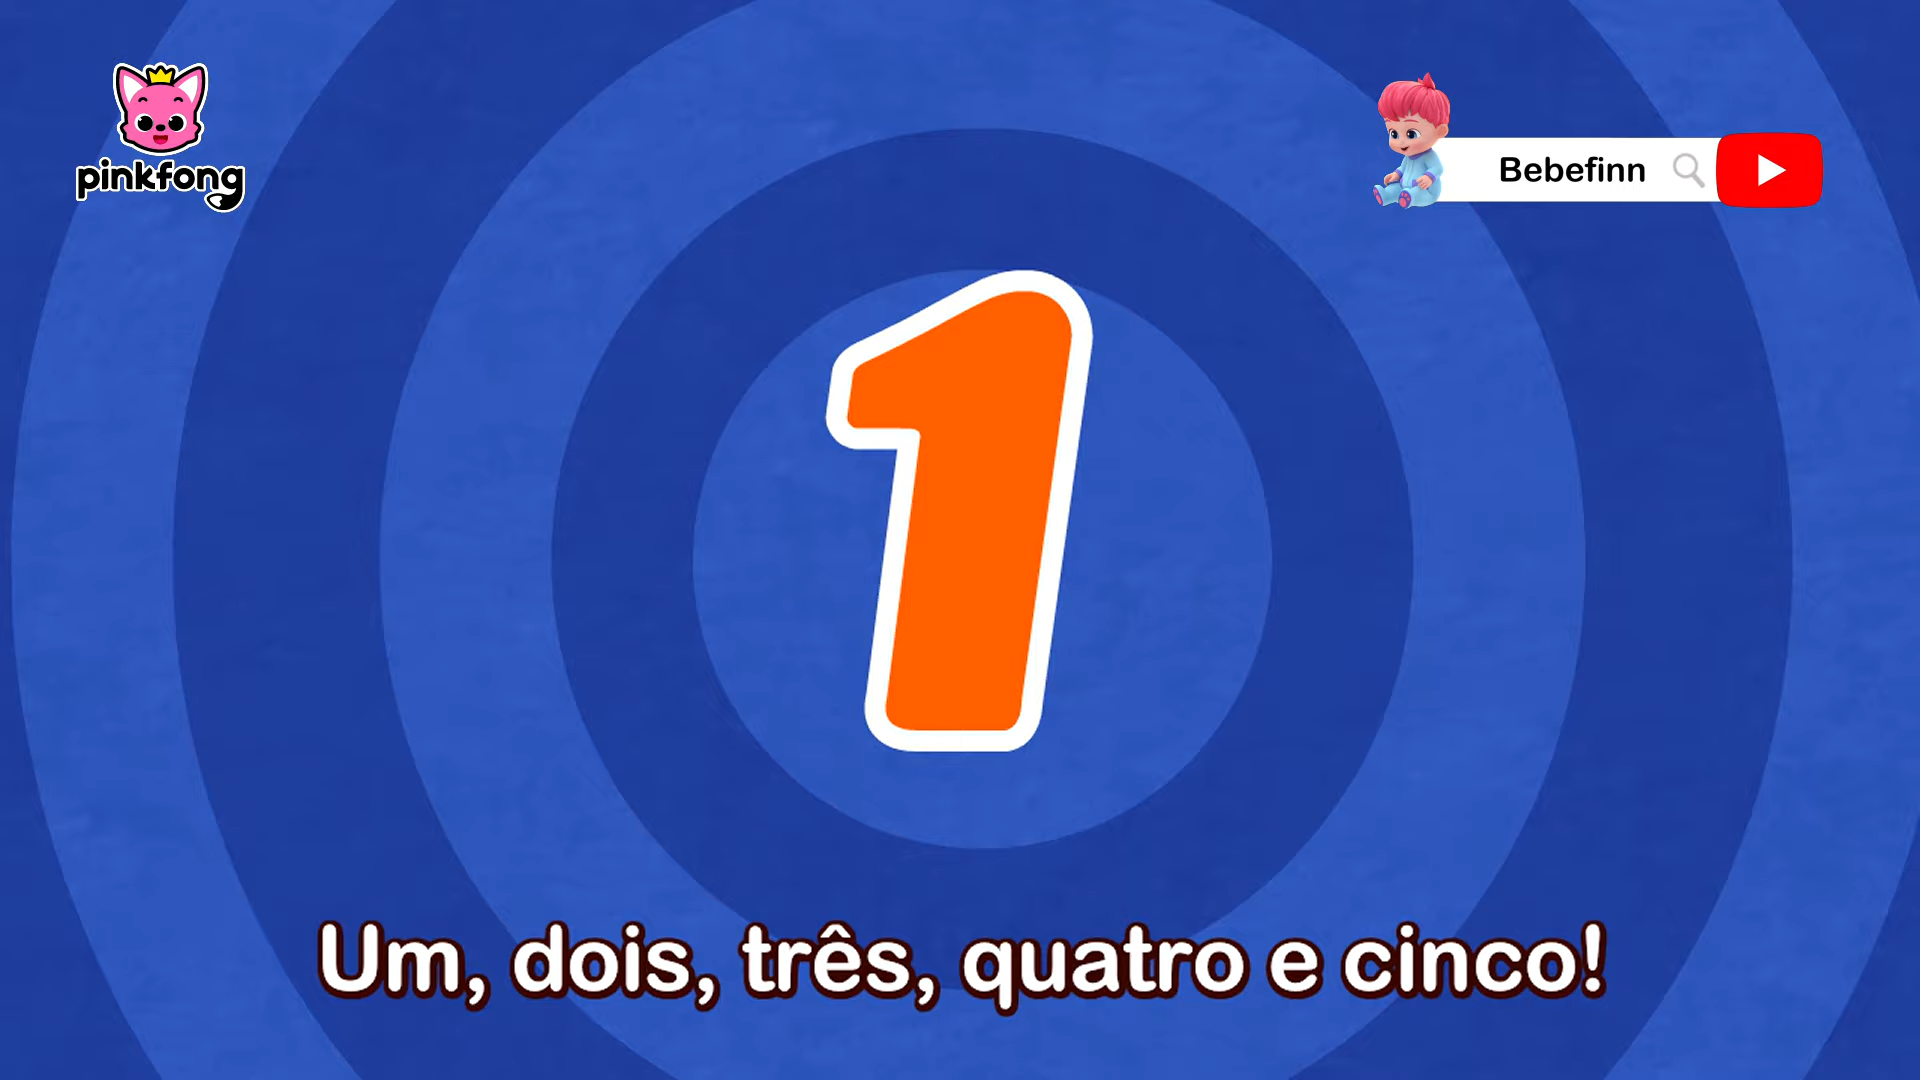 pinkfong
Bebefinn
1
Um, dois, três, quatro e cinco!